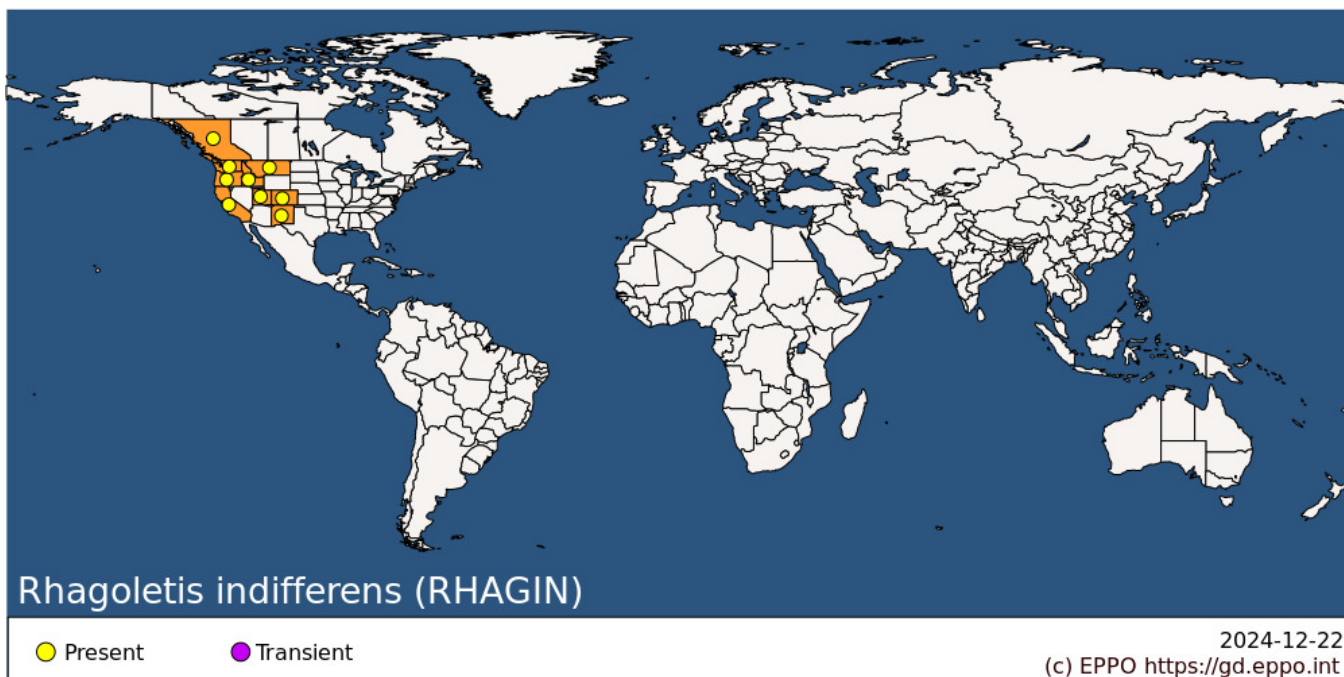 Rhagoletis indifferens (RHAGIN)
Present
Transient
2024-12-22
(c) EPPO https://gd.eppo.int